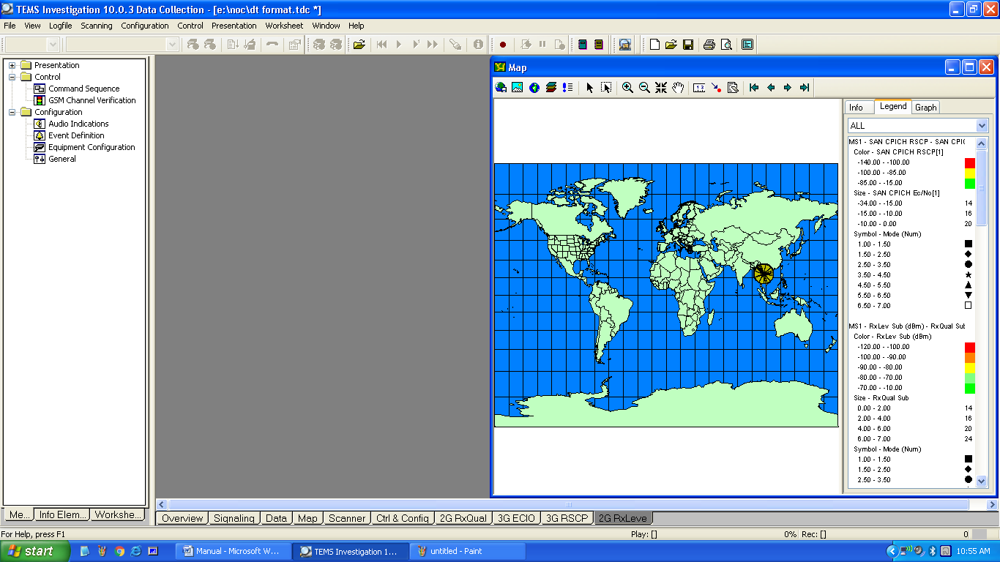 TEMS Investigation 10.0.3 Data Collection - [e:\noc\dt format.tdc *]
File View Logfile Scanning Configuration Control Presentation Worksheet Window Help
Presentation
Control
Command Sequence
GSM Channel Verification
Configuration
Audio Indications
Event Definition
Equipment Configuration
General
Me... Info Elem... Workshe...
Map
Info Legend Graph
ALL
MS1 - SAN CPICH RSCP - SAN CPI(
Color - SAN CPICH RSCP[1]
-140.00 - -100.00
-100.00 - -85.00
-85.00 - -15.00
Size - SAN CPICH Ec/No[1]
-34.00 - -15.00 14
-15.00 - -10.00 16
-10.00 - 0.00 20
Symbol - Mode (Num)
1.00 - 1.50
1.50 - 2.50
2.50 - 3.50
3.50 - 4.50
4.50 - 5.50
5.50 - 6.50
6.50 - 7.00
MS1 - RxLev Sub (dBm) - RxQual Sub
Color - RxLev Sub (dBm)
-120.00 - -100.00
-100.00 - -90.00
-90.00 - -80.00
-80.00 - -70.00
-70.00 - -10.00
Size - RxQual Sub
0.00 - 2.00 14
2.00 - 4.00 16
4.00 - 6.00 20
6.00 - 7.00 24
Symbol - Mode (Num)
1.00 - 1.50
1.50 - 2.50
2.50 - 3.50
Overview Signaling Data Map Scanner Ctrl & Config 2G RxQual 3G ECIO 3G RSCP 2G RxLeve
For Help, press F1 Play: [] 0% Rec: [] 0
start Manual - Microsoft W... TEMS Investigation 1... untitled - Paint 10:55 AM